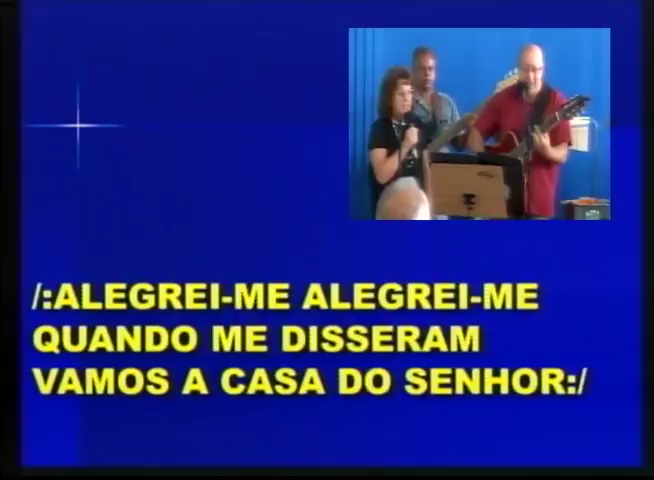 /:ALEGREI-ME ALEGREI-ME
QUANDO ME DISSERAM
VAMOS A CASA DO SENHOR:/